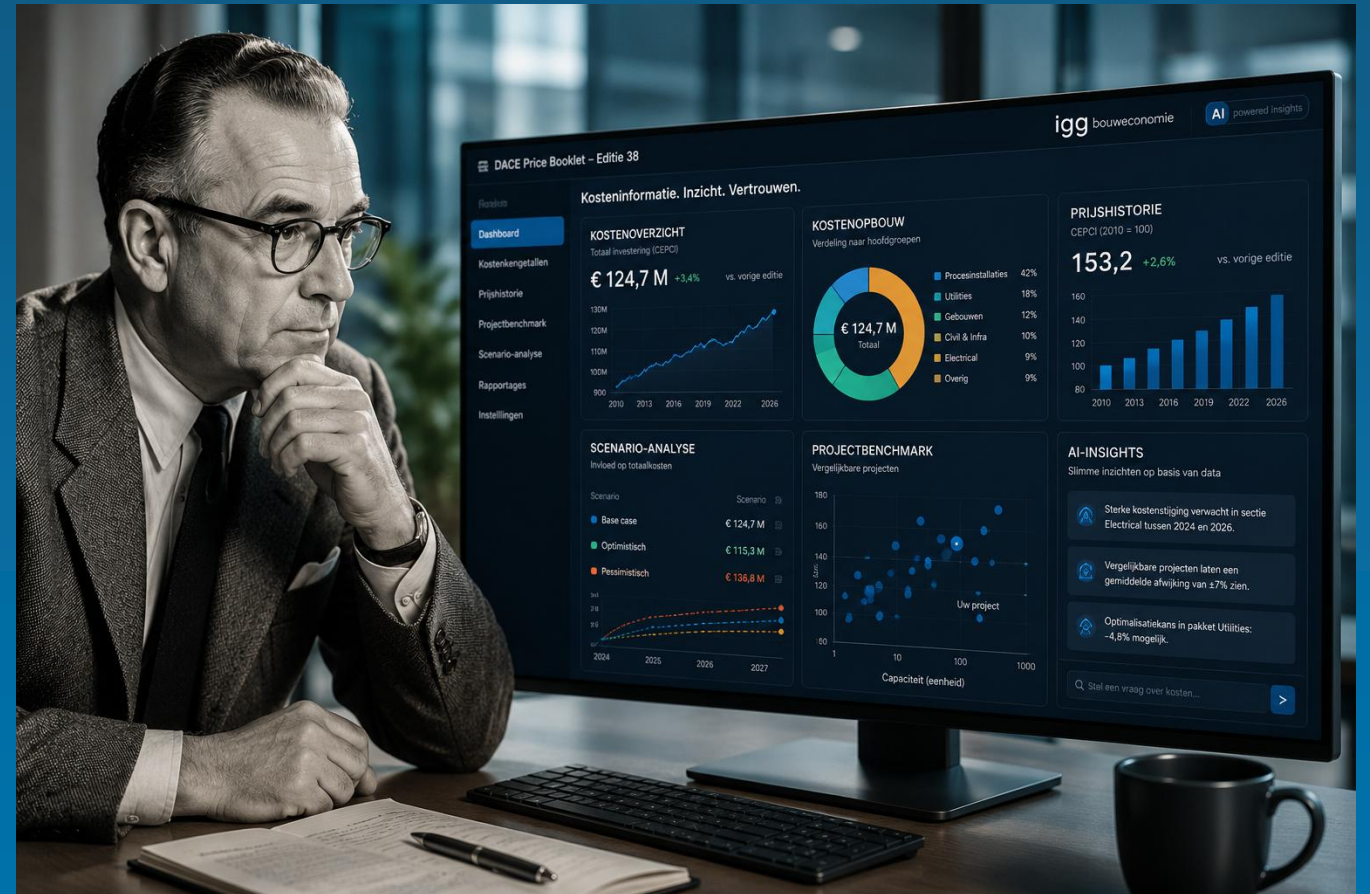 igg bouweconomie
AI powered insights
DACE Price Booklet – Editie 38
Kosteninformatie. Inzicht. Vertrouwen.
Dashboard
Kostenkengetallen
Prijshistorie
Projectbenchmark
Scenario-analyse
Rapportages
Instellingen
KOSTENOVERZICHT
Totaal investering (CEPCI)
€ 124,7 M +3,4% vs. vorige editie
130M
120M
110M
100M
900
2010 2013 2016 2019 2022 2026
KOSTENOPBOUW
Verdeling naar hoofdgroepen
€ 124,7 M
Totaal
Procesinstallaties 42%
Utilities 18%
Gebouwen 12%
Civil & Infra 10%
Electrical 9%
Overig 9%
PRIJSHISTORIE
CEPCI (2010 = 100)
153,2 +2,6% vs. vorige editie
160
140
120
100
80
2010 2013 2016 2019 2022 2026
SCENARIO-ANALYSE
Invloed op totaalkosten
Scenario Scenario
Base case € 124,7 M
Optimistisch € 115,3 M
Pessimistisch € 136,8 M
2024 2025 2026 2027
PROJECTBENCHMARK
Vergelijkbare projecten
180
160
140
120
100
Uw project
1 10 100 1000
Capaciteit (eenheid)
AI-INSIGHTS
Slimme inzichten op basis van data
Sterke kostenstijging verwacht in sectie
Electrical tussen 2024 en 2026.
Vergelijkbare projecten laten een
gemiddelde afwijking van ±7% zien.
Optimalisatiekans in pakket Utilities:
–4,8% mogelijk.
Stel een vraag over kosten...
>